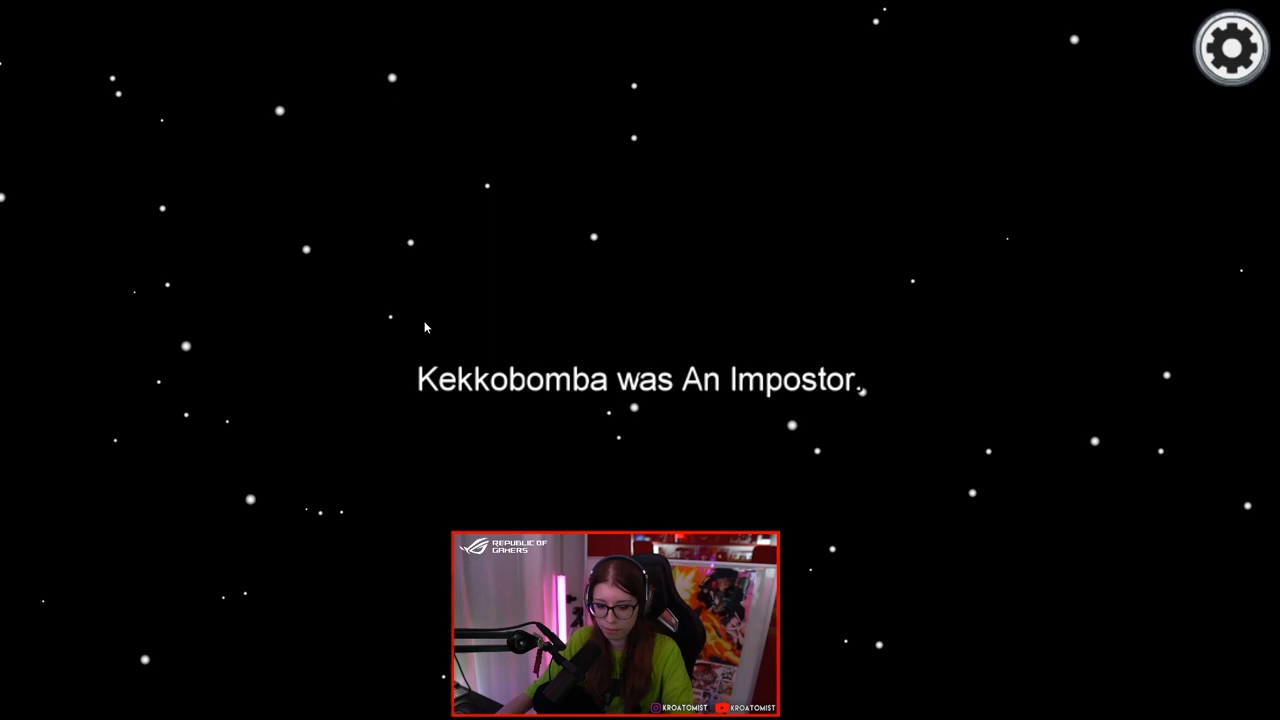 Kekkobomba was An Impostor.
REPUBLIC OF
GAMERS
KROATOMIST
KROATOMIST